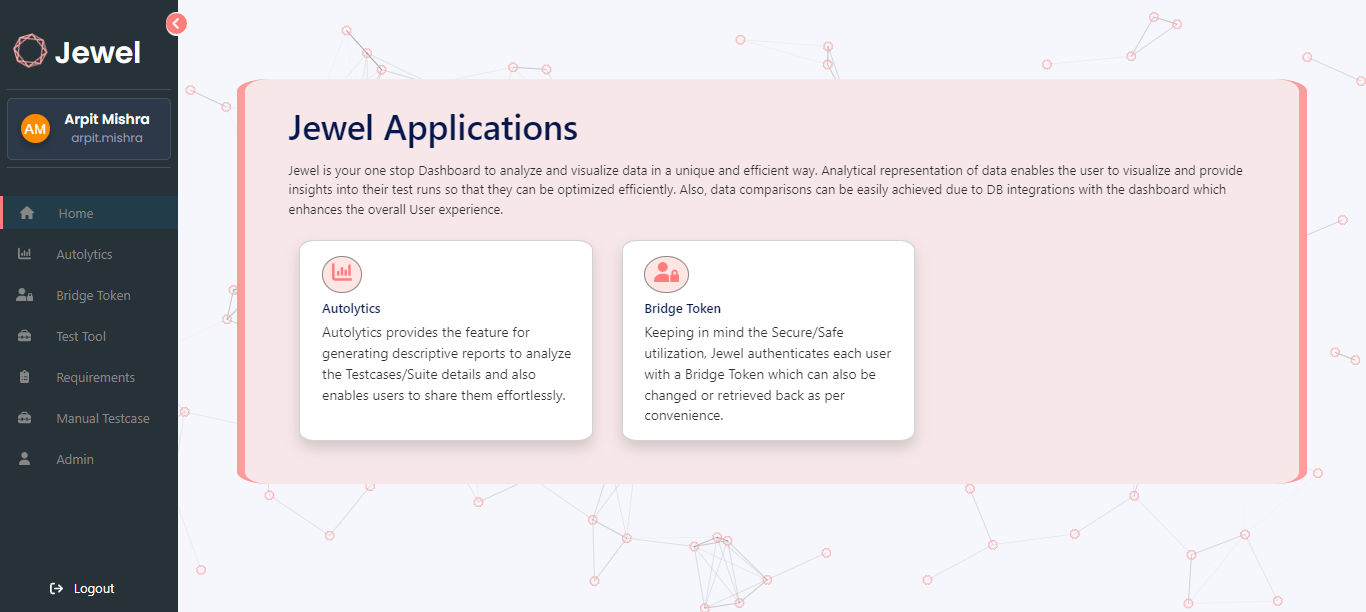 Jewel
AM
Arpit Mishra
arpit.mishra
Home
Autolytics
Bridge Token
Test Tool
Requirements
Manual Testcase
Admin
Logout
Jewel Applications
Jewel is your one stop Dashboard to analyze and visualize data in a unique and efficient way. Analytical representation of data enables the user to visualize and provide
insights into their test runs so that they can be optimized efficiently. Also, data comparisons can be easily achieved due to DB integrations with the dashboard which
enhances the overall User experience.
Autolytics
Autolytics provides the feature for
generating descriptive reports to analyze
the Testcases/Suite details and also
enables users to share them effortlessly.
Bridge Token
Keeping in mind the Secure/Safe
utilization, Jewel authenticates each user
with a Bridge Token which can also be
changed or retrieved back as per
convenience.